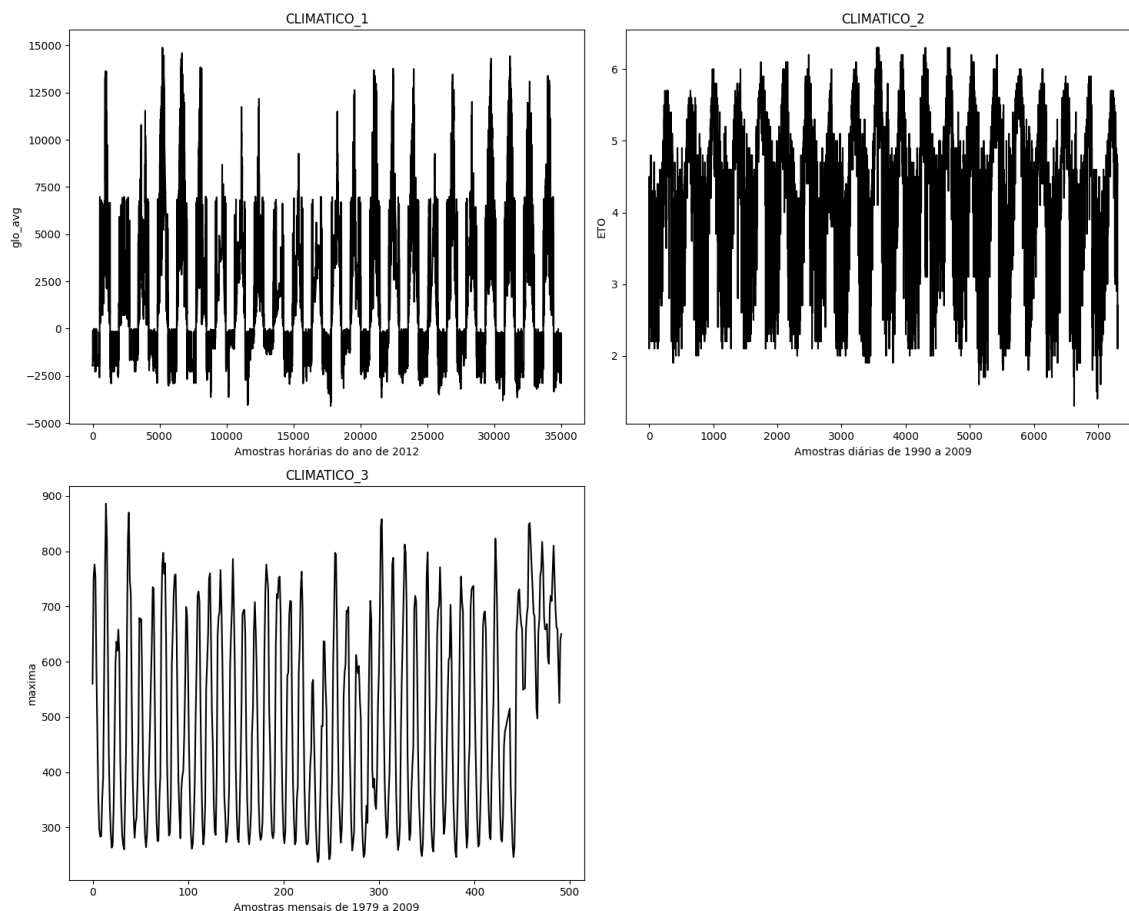 CLIMATICO_1
15000
12500
10000
7500
5000
2500
0
−2500
−5000
glo_avg
0 5000 10000 15000 20000 25000 30000 35000
Amostras horárias do ano de 2012
CLIMATICO_2
6
5
4
3
2
ETO
0 1000 2000 3000 4000 5000 6000 7000
Amostras diárias de 1990 a 2009
CLIMATICO_3
900
800
700
600
500
400
300
maxima
0 100 200 300 400 500
Amostras mensais de 1979 a 2009